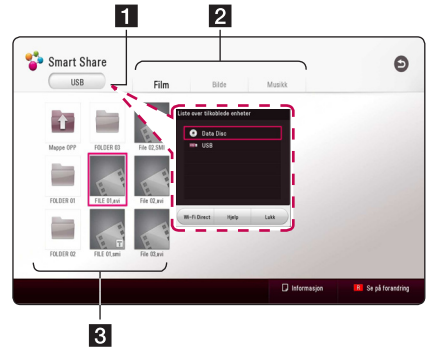 1
2
Smart Share
USB
Film
Bilde
Musikk
Liste over tilkoblede enheter
Data Disc
USB
Wi-Fi Direct
Hjelp
Lukk
Mappe OPP
FOLDER 03
File 02,SMI
FOLDER 01
FILE 01,avi
File 02,avi
FOLDER 02
FILE 01,smi
File 03,avi
T
Informasjon
R Se på forandring
3